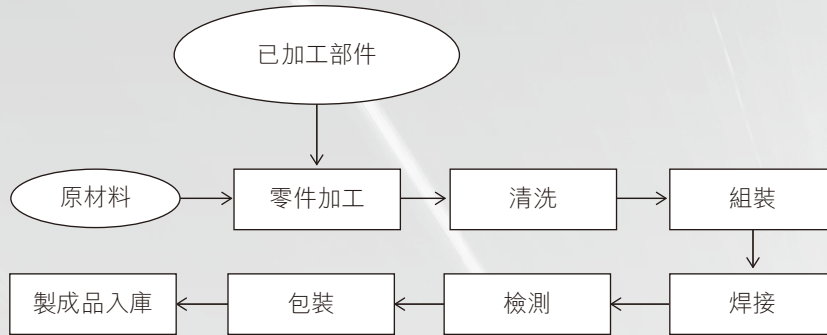 已加工部件
原材料
零件加工
清洗
組裝
焊接
檢測
包裝
製成品入庫